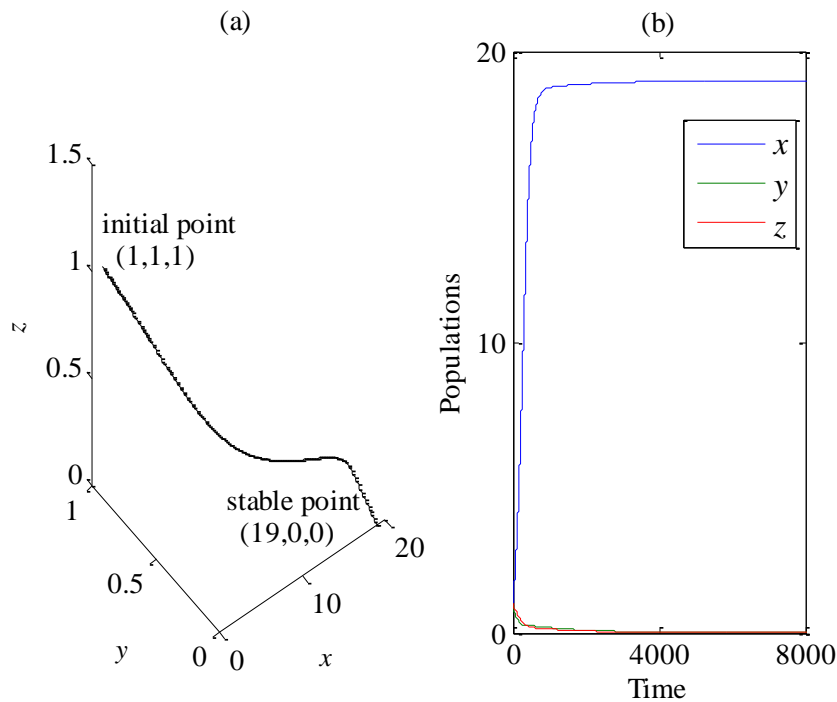 (a)
1.5
initial point
(1,1,1)
1
z
0.5
0
1
stable point
(19,0,0)
20
0.5
10
0
0
y
x
(b)
20
x
y
z
Populations
10
0
0
4000
8000
Time